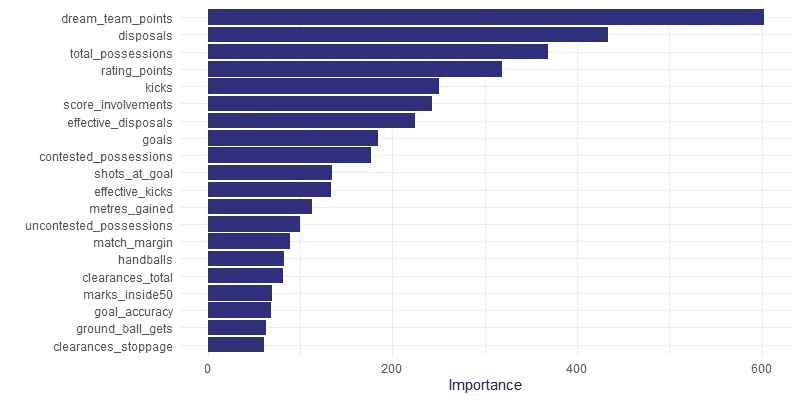 dream_team_points
disposals
total_possessions
rating_points
kicks
score_involvements
effective_disposals
goals
contested_possessions
shots_at_goal
effective_kicks
metres_gained
uncontested_possessions
match_margin
handballs
clearances_total
marks_inside50
goal_accuracy
ground_ball_gets
clearances_stoppage
0 200 400 600
Importance